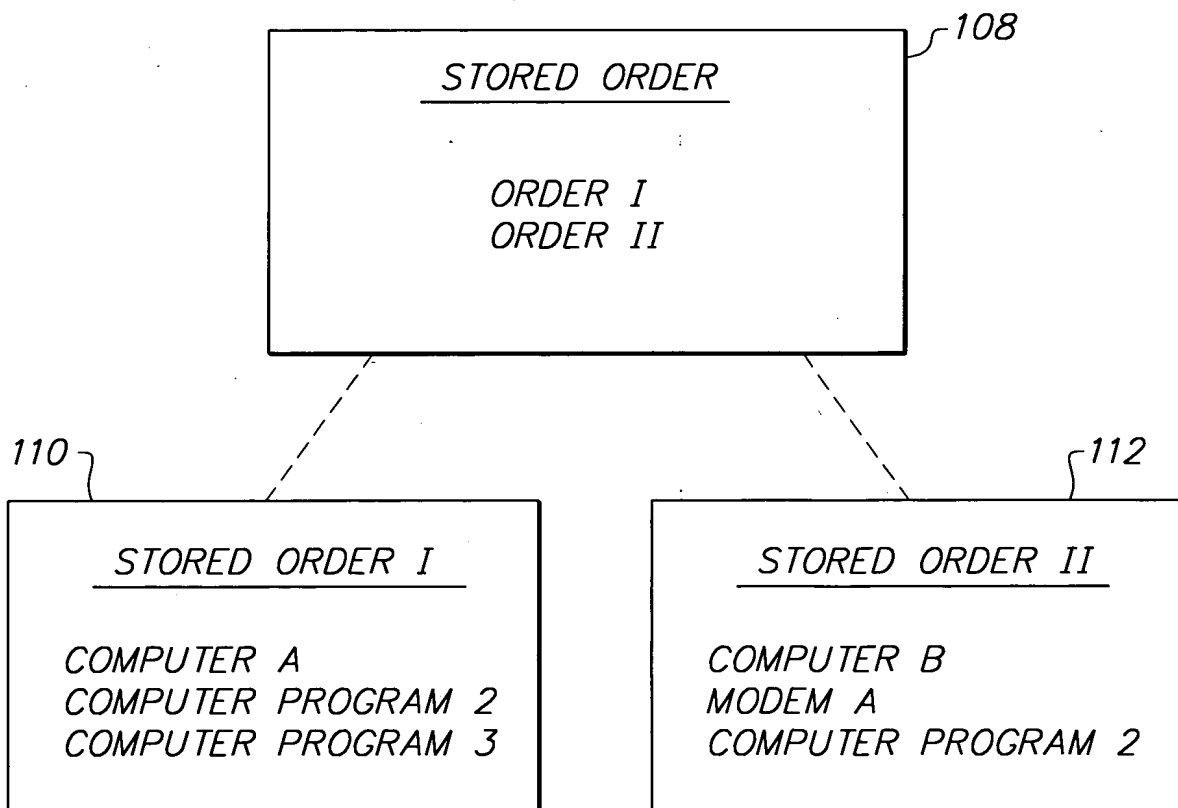 108
STORED ORDER
ORDER I
ORDER II
110
STORED ORDER I
COMPUTER A
COMPUTER PROGRAM 2
COMPUTER PROGRAM 3
112
STORED ORDER II
COMPUTER B
MODEM A
COMPUTER PROGRAM 2